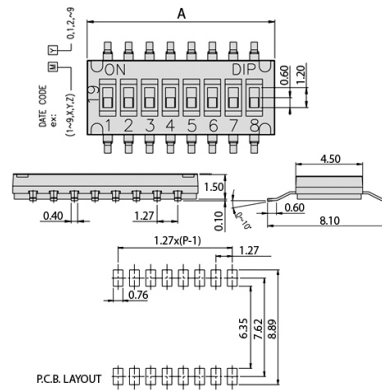 A
Y 0,1,2,~9
M (1~9,X,Y,Z)
DATE CODE
ex:
ON DIP
19
1 2 3 4 5 6 7 8
0.60
1.20
4.50
1.50
0.10
0~10°
0.60
8.10
0.40
1.27
1.27x(P-1)
1.27
0.76
6.35
7.62
8.89
P.C.B. LAYOUT